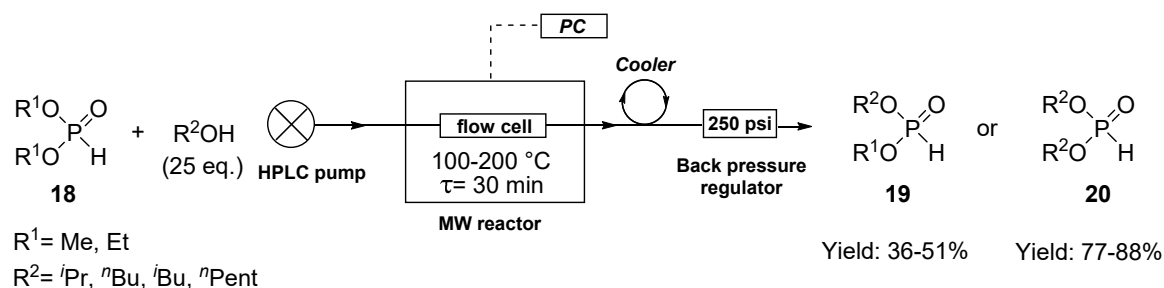 PC
Cooler
R¹O O
P
R¹O H
18
+
R²OH
(25 eq.)
HPLC pump
flow cell
100-200 °C
τ= 30 min
MW reactor
250 psi
Back pressure
regulator
R²O O
P
R¹O H
19
or
R²O O
P
R²O H
20
R¹= Me, Et
R²= ⁱPr, ⁿBu, ⁱBu, ⁿPent
Yield: 36-51%
Yield: 77-88%